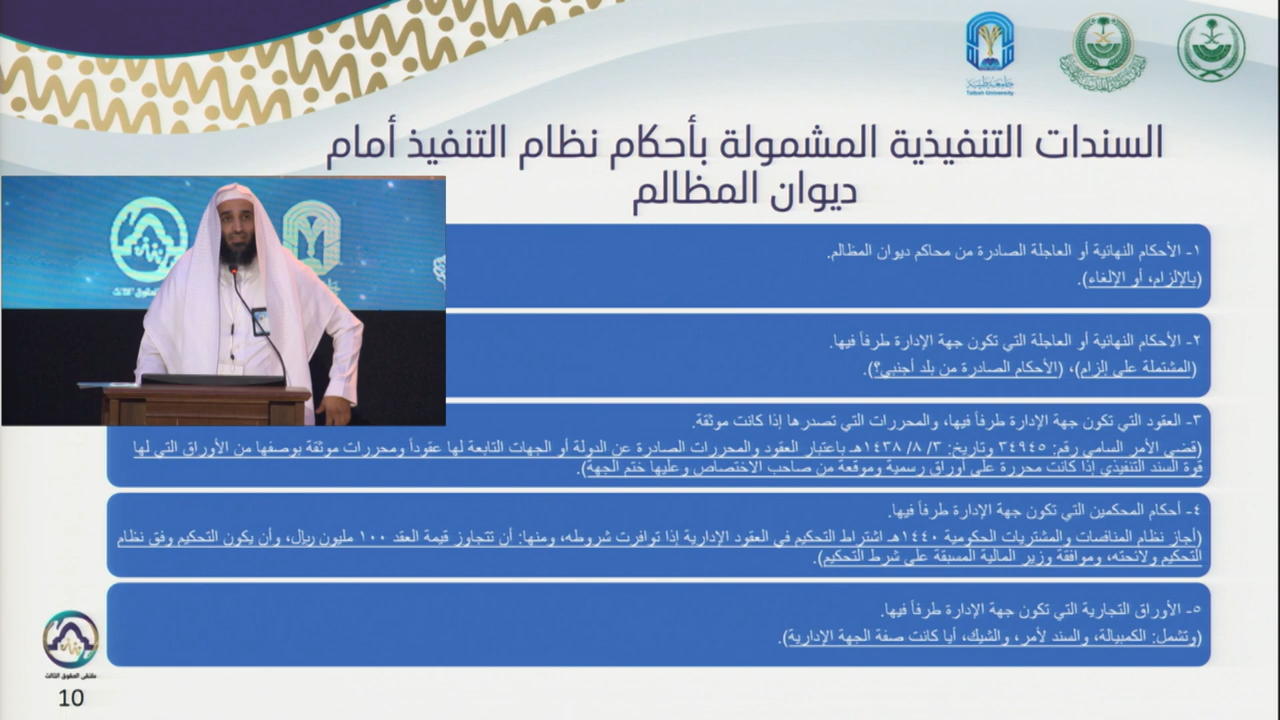 جامعة طيبة
Taibah University
السندات التنفيذية المشمولة بأحكام نظام التنفيذ أمام
ديوان المظالم
١- الأحكام النهائية أو العاجلة الصادرة من محاكم ديوان المظالم.
(بالإلزام، أو الإلغاء).
٢- الأحكام النهائية أو العاجلة التي تكون جهة الإدارة طرفاً فيها.
(المشتملة على إلزام)، (الأحكام الصادرة من بلد أجنبي؟).
٣- العقود التي تكون جهة الإدارة طرفاً فيها، والمحررات التي تصدرها إذا كانت موثقة.
(قضى الأمر السامي رقم: ٣٤٩٤٥ وتاريخ: ٣/ ٨/ ١٤٣٨هـ باعتبار العقود والمحررات الصادرة عن الدولة أو الجهات التابعة لها عقوداً ومحررات موثقة بوصفها من الأوراق التي لها
قوة السند التنفيذي إذا كانت محررة على أوراق رسمية وموقعة من صاحب الاختصاص وعليها ختم الجهة).
٤- أحكام المحكمين التي تكون جهة الإدارة طرفاً فيها.
(أجاز نظام المنافسات والمشتريات الحكومية ١٤٤٠هـ اشتراط التحكيم في العقود الإدارية إذا توافرت شروطه، ومنها: أن تتجاوز قيمة العقد ١٠٠ مليون ريال، وأن يكون التحكيم وفق نظام
التحكيم ولائحته، وموافقة وزير المالية المسبقة على شرط التحكيم).
٥- الأوراق التجارية التي تكون جهة الإدارة طرفاً فيها.
(وتشمل: الكمبيالة، والسند لأمر، والشيك، أيا كانت صفة الجهة الإدارية).
ملتقى الحقوق الثالث
10